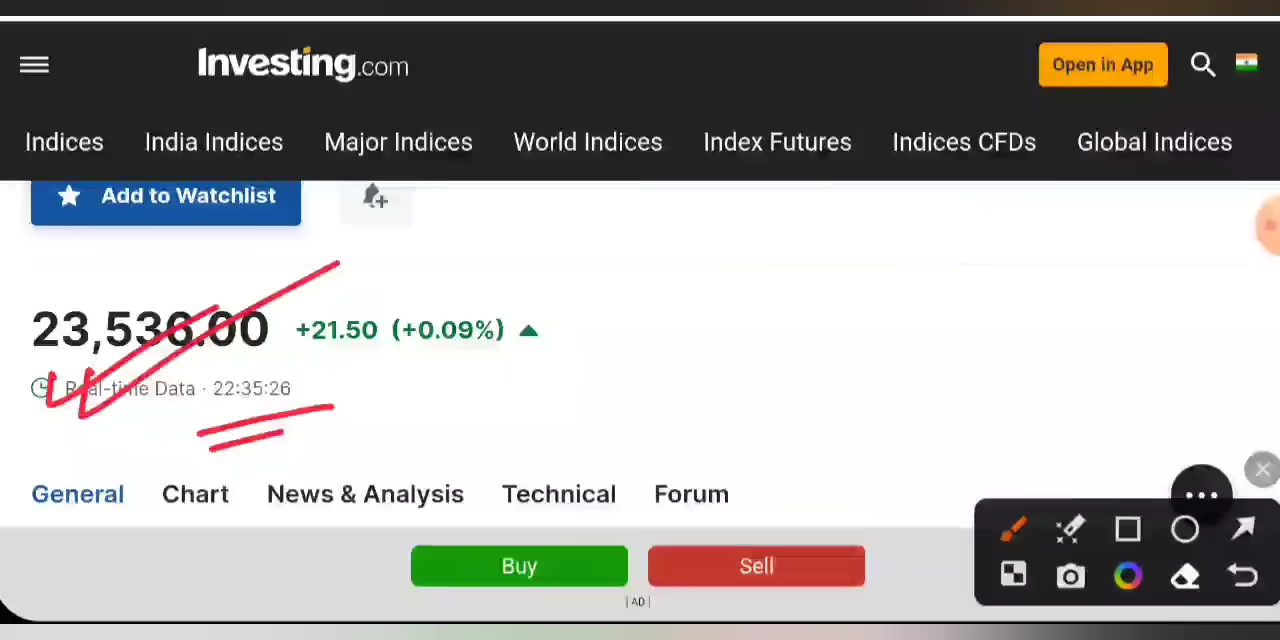 Investing.com
Open in App
Indices India Indices Major Indices World Indices Index Futures Indices CFDs Global Indices
Add to Watchlist
23,536.00 +21.50 (+0.09%)
Real-time Data · 22:35:26
General Chart News & Analysis Technical Forum
Buy Sell
| AD |